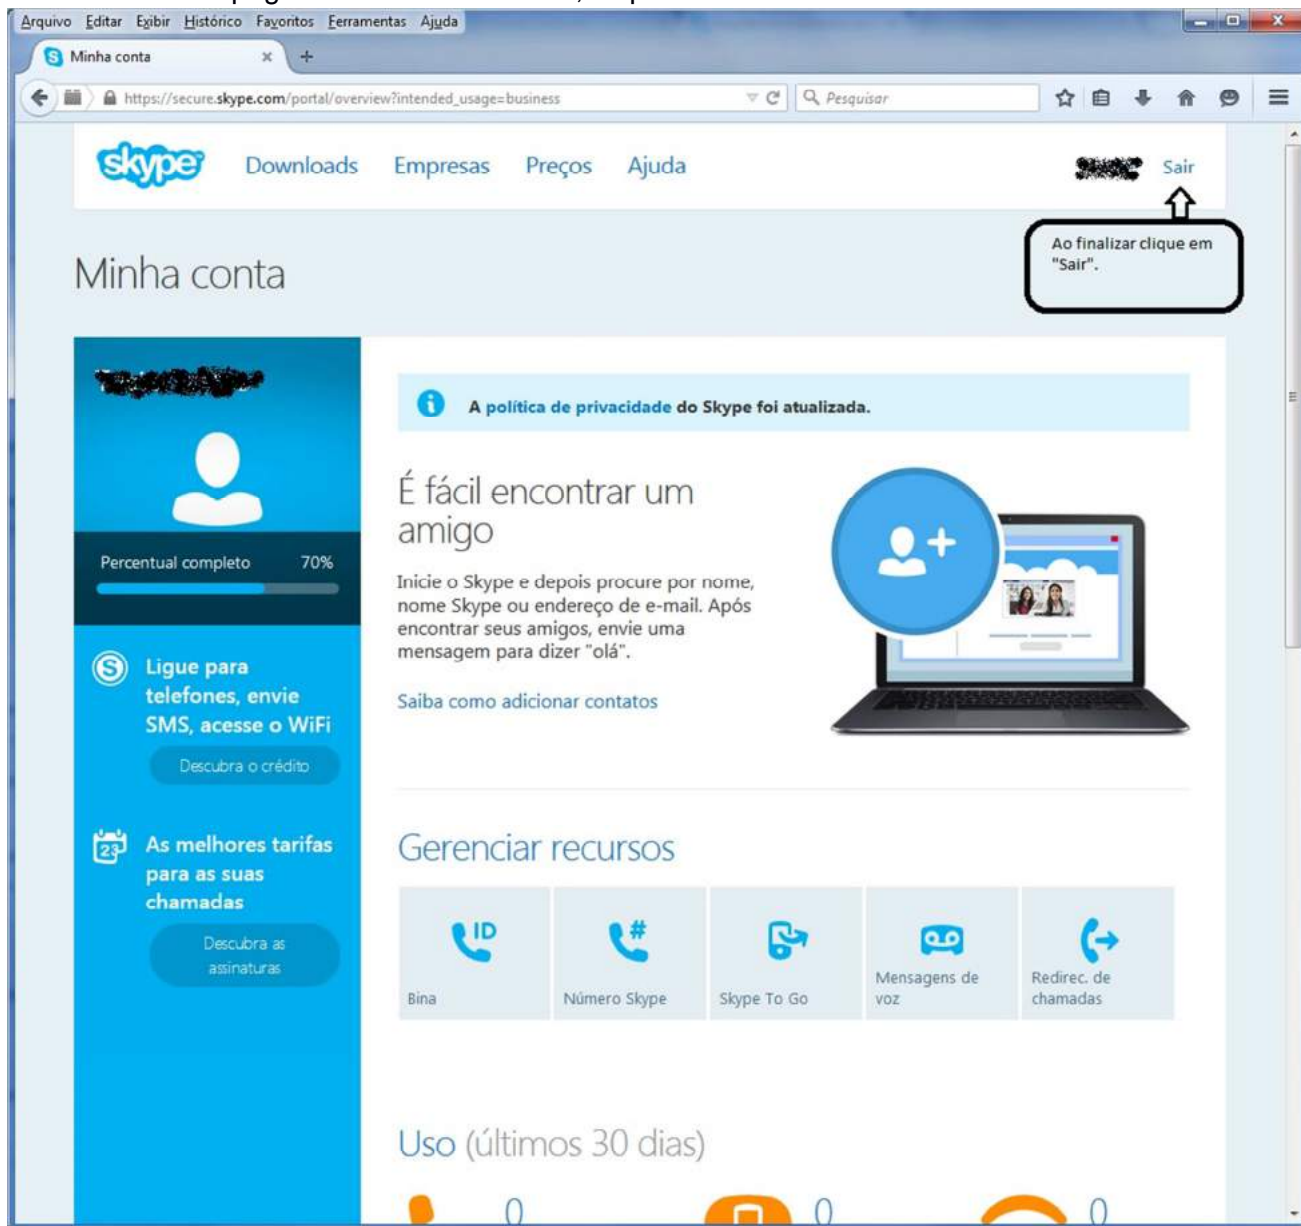 Arquivo Editar Exibir Histórico Favoritos Ferramentas Ajuda
Minha conta
https://secure.skype.com/portal/overview?intended_usage=business
Pesquisar
skype Downloads Empresas Preços Ajuda Sair
Ao finalizar clique em
"Sair".
Minha conta
Percentual completo 70%
Ligue para
telefones, envie
SMS, acesse o WiFi
Descubra o crédito
23
As melhores tarifas
para as suas
chamadas
Descubra as
assinaturas
A política de privacidade do Skype foi atualizada.
É fácil encontrar um
amigo
Inicie o Skype e depois procure por nome,
nome Skype ou endereço de e-mail. Após
encontrar seus amigos, envie uma
mensagem para dizer "olá".
Saiba como adicionar contatos
Gerenciar recursos
ID
Bina
#
Número Skype
Skype To Go
Mensagens de
voz
Redirec. de
chamadas
Uso (últimos 30 dias)
0 0 0